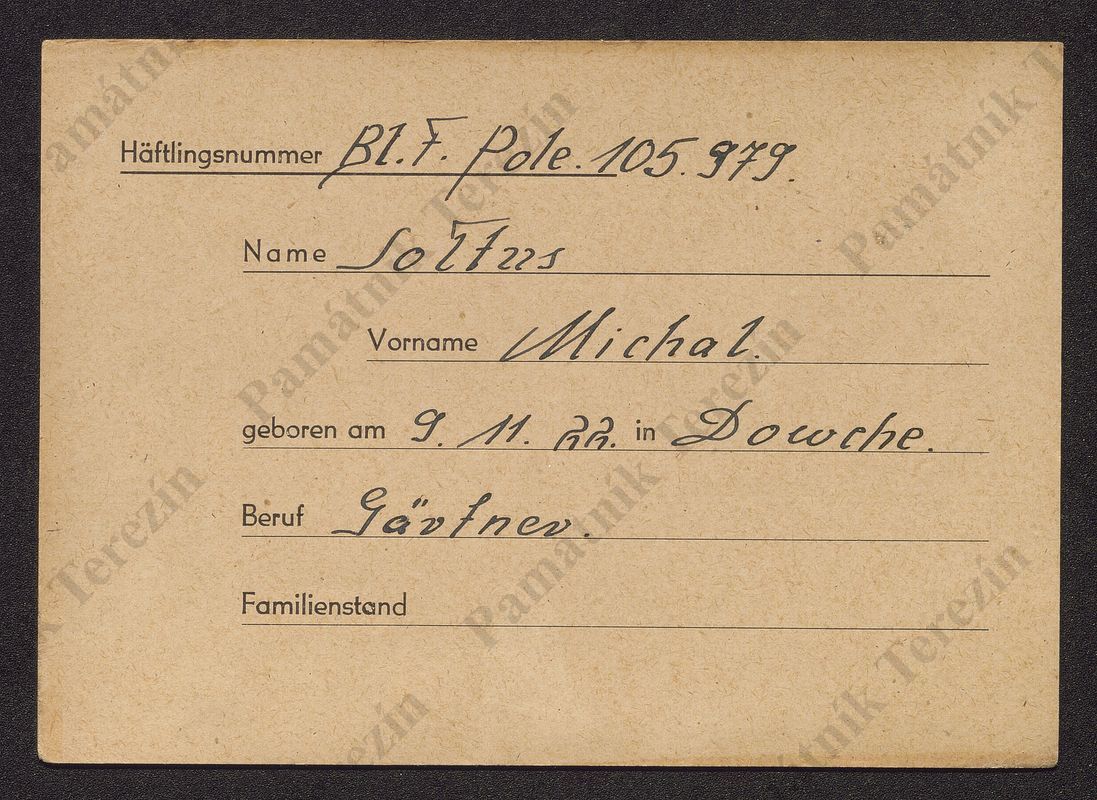 Häftlingsnummer Bl. F. Pole. 105.979.
Name Soltus
Vorname Michal.
geboren am 9. 11. 22. in Dowche.
Beruf Gärtner.
Familienstand
Památník Terezín